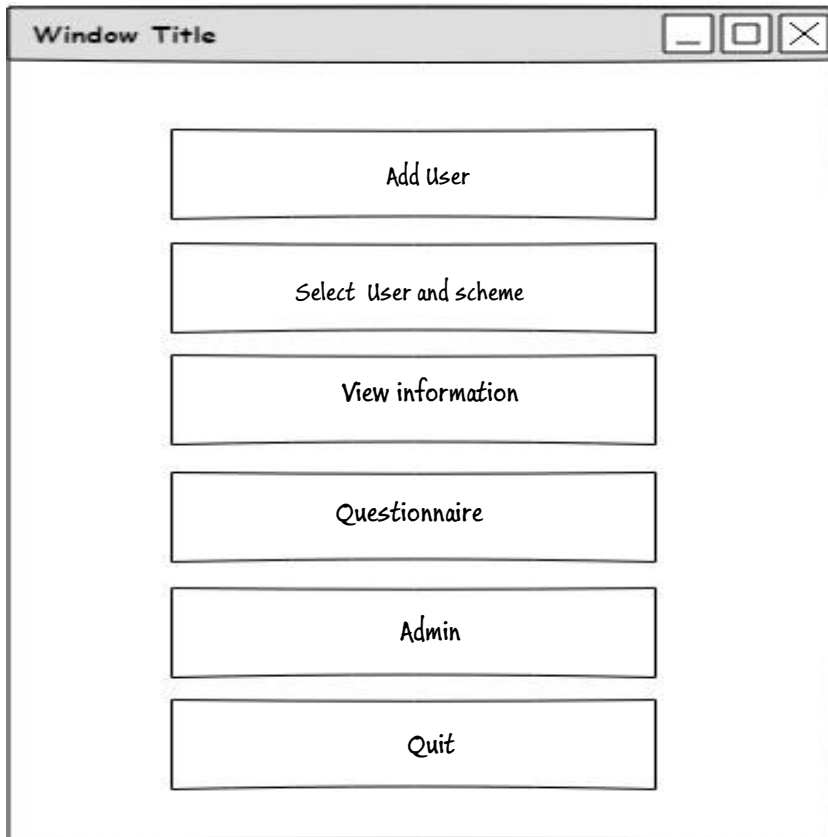 Window Title
Add User
Select User and scheme
View information
Questionnaire
Admin
Quit